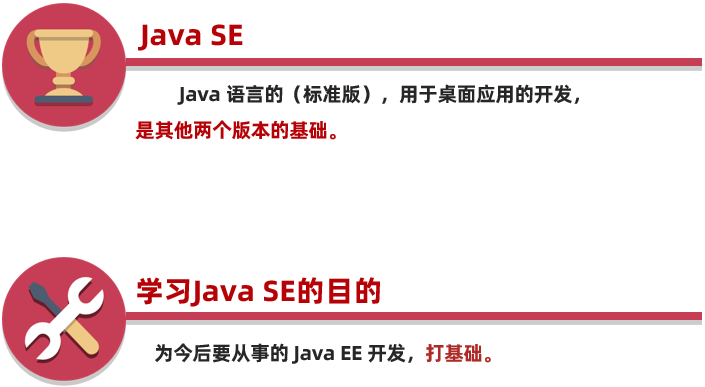 Java SE
Java 语言的（标准版），用于桌面应用的开发，
是其他两个版本的基础。
学习Java SE的目的
为今后要从事的 Java EE 开发，打基础。